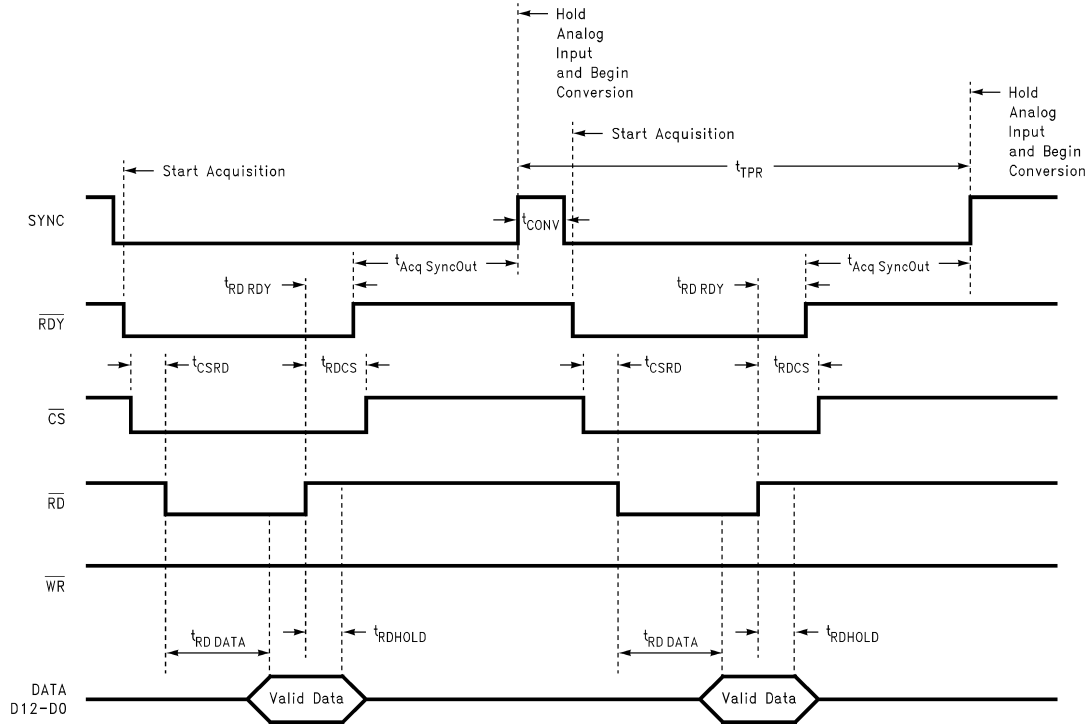 Hold
Analog
Input
and Begin
Conversion
Hold
Analog
Input
and Begin
Conversion
Start Acquisition
Start Acquisition
tTPR
SYNC
tCONV
tAcq SyncOut
tAcq SyncOut
tRD RDY
tRD RDY
RDY
tCSRD
tRDCS
tCSRD
tRDCS
CS
RD
WR
tRD DATA
tRDHOLD
tRD DATA
tRDHOLD
DATA
D12-D0
Valid Data
Valid Data